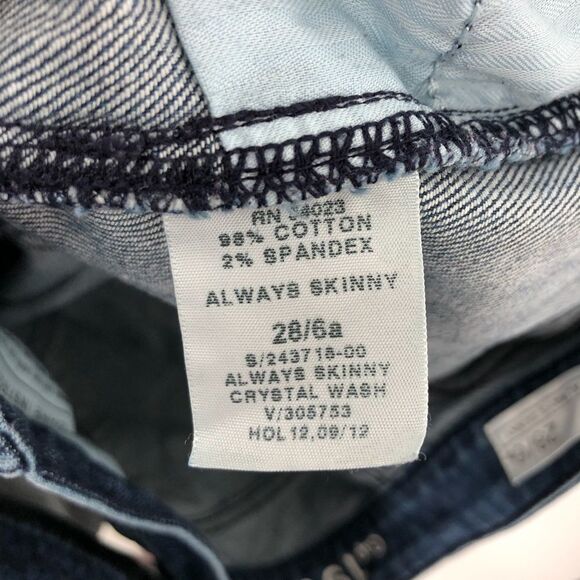 RN 54023
98% COTTON
2% SPANDEX
ALWAYS SKINNY
28/6a
S/243718-00
ALWAYS SKINNY
CRYSTAL WASH
V/305753
HOL 12,09/12